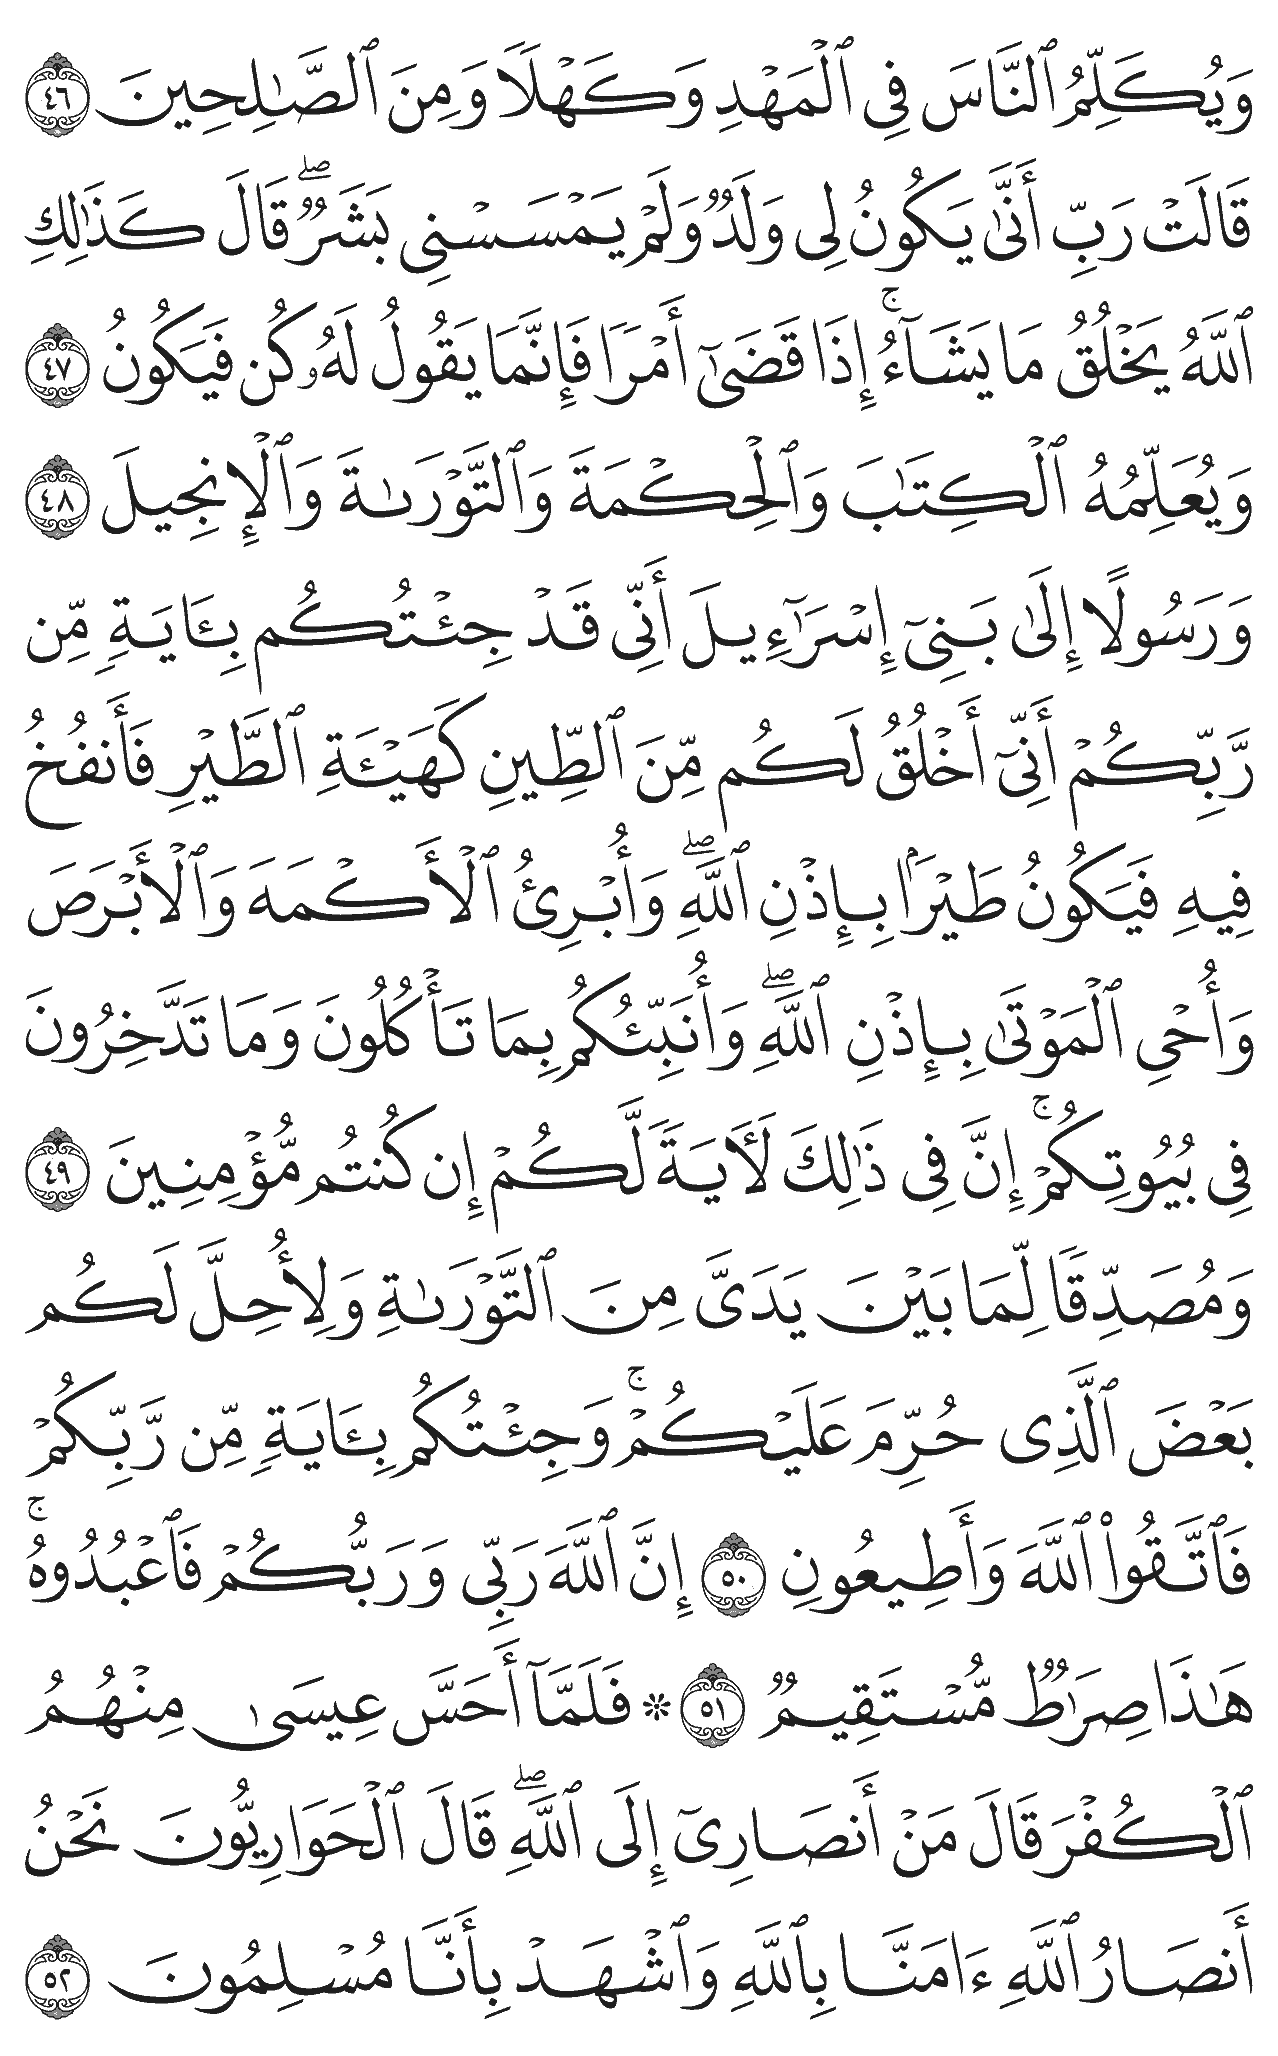 وَيُكَلِّمُ ٱلنَّاسَ فِي ٱلۡمَهۡدِ وَكَهۡلٗا وَمِنَ ٱلصَّـٰلِحِينَ ٤٦
قَالَتۡ رَبِّ أَنَّىٰ يَكُونُ لِي وَلَدٞ وَلَمۡ يَمۡسَسۡنِي بَشَرٞۖ قَالَ كَذَٰلِكِ
ٱللَّهُ يَخۡلُقُ مَا يَشَآءُۚ إِذَا قَضَىٰٓ أَمۡرٗا فَإِنَّمَا يَقُولُ لَهُۥ كُن فَيَكُونُ ٤٧
وَيُعَلِّمُهُ ٱلۡكِتَٰبَ وَٱلۡحِكۡمَةَ وَٱلتَّوۡرَىٰةَ وَٱلۡإِنجِيلَ ٤٨
وَرَسُولًا إِلَىٰ بَنِيٓ إِسۡرَٰٓءِيلَ أَنِّي قَدۡ جِئۡتُكُم بِـَٔايَةٖ مِّن
رَّبِّكُمۡ أَنِّيٓ أَخۡلُقُ لَكُم مِّنَ ٱلطِّينِ كَهَيۡـَٔةِ ٱلطَّيۡرِ فَأَنفُخُ
فِيهِ فَيَكُونُ طَيۡرَۢا بِإِذۡنِ ٱللَّهِۖ وَأُبۡرِئُ ٱلۡأَكۡمَهَ وَٱلۡأَبۡرَصَ
وَأُحۡيِ ٱلۡمَوۡتَىٰ بِإِذۡنِ ٱللَّهِۖ وَأُنَبِّئُكُم بِمَا تَأۡكُلُونَ وَمَا تَدَّخِرُونَ
فِي بُيُوتِكُمۡۚ إِنَّ فِي ذَٰلِكَ لَأٓيَةٗ لَّكُمۡ إِن كُنتُم مُّؤۡمِنِينَ ٤٩
وَمُصَدِّقٗا لِّمَا بَيۡنَ يَدَيَّ مِنَ ٱلتَّوۡرَىٰةِ وَلِأُحِلَّ لَكُم
بَعۡضَ ٱلَّذِي حُرِّمَ عَلَيۡكُمۡۚ وَجِئۡتُكُم بِـَٔايَةٖ مِّن رَّبِّكُمۡ
فَٱتَّقُواْ ٱللَّهَ وَأَطِيعُونِ ٥٠ إِنَّ ٱللَّهَ رَبِّي وَرَبُّكُمۡ فَٱعۡبُدُوهُۚ
هَٰذَا صِرَٰطٞ مُّسۡتَقِيمٞ ٥١ ۞ فَلَمَّآ أَحَسَّ عِيسَىٰ مِنۡهُمُ
ٱلۡكُفۡرَ قَالَ مَنۡ أَنصَارِيٓ إِلَى ٱللَّهِۖ قَالَ ٱلۡحَوَارِيُّونَ نَحۡنُ
أَنصَارُ ٱللَّهِ ءَامَنَّا بِٱللَّهِ وَٱشۡهَدۡ بِأَنَّا مُسۡلِمُونَ ٥٢